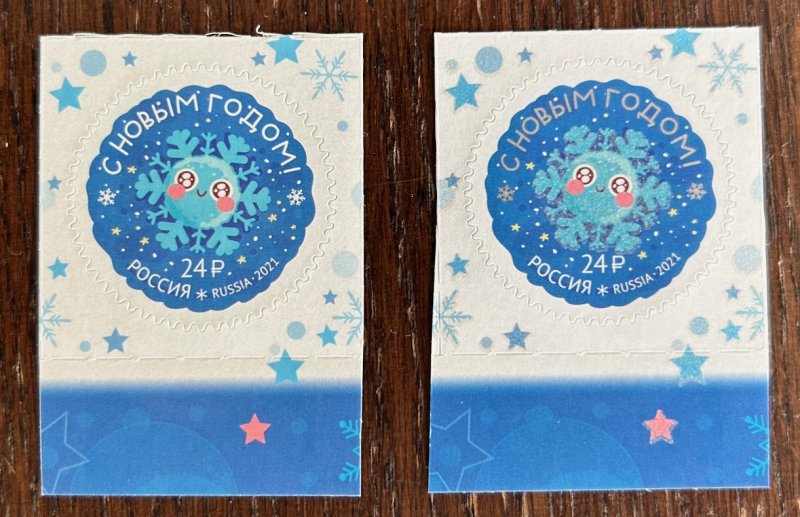 С НОВЫМ ГОДОМ!
24₽
РОССИЯ * RUSSIA • 2021
С НОВЫМ ГОДОМ!
24₽
РОССИЯ * RUSSIA • 2021